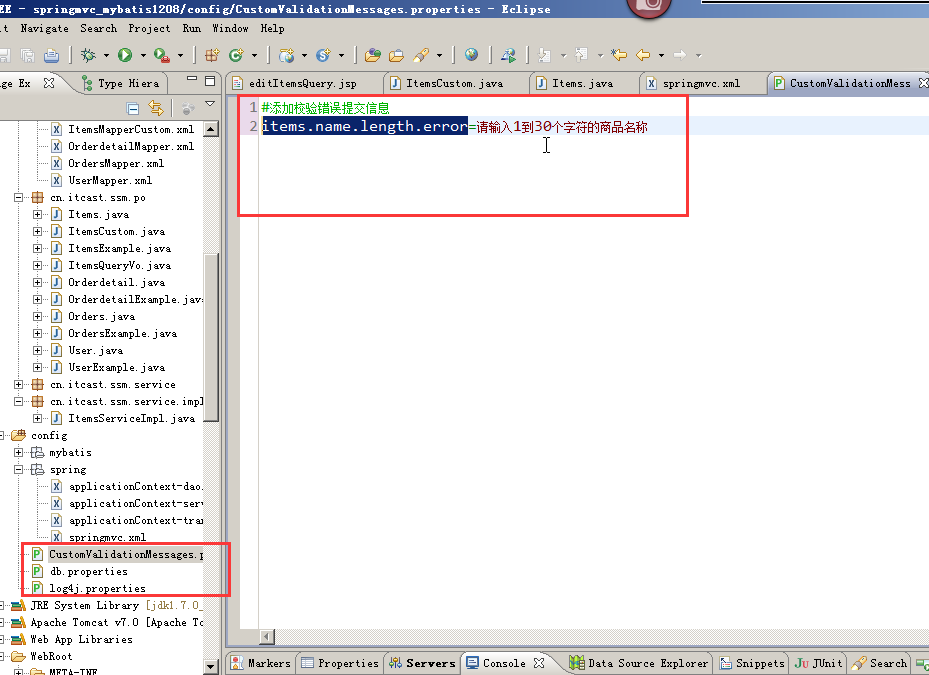 EE - springmvc_mybatis1208/config/CustomValidationMessages.properties - Eclipse
it Navigate Search Project Run Window Help
ge Ex Type Hiera
editItemsQuery.jsp ItemsCustom.java Items.java springmvc.xml CustomValidationMess
1 #添加校验错误提交信息
2 items.name.length.error=请输入1到30个字符的商品名称
ItemsMapperCustom.xml
OrderdetailMapper.xml
OrdersMapper.xml
UserMapper.xml
cn.itcast.ssm.po
Items.java
ItemsCustom.java
ItemsExample.java
ItemsQueryVo.java
Orderdetail.java
OrderdetailExample.jav
Orders.java
OrdersExample.java
User.java
UserExample.java
cn.itcast.ssm.service
cn.itcast.ssm.service.impl
ItemsServiceImpl.java
config
mybatis
spring
applicationContext-dao.
applicationContext-serv
applicationContext-tran
springmvc.xml
CustomValidationMessages.p
db.properties
log4j.properties
JRE System Library [jdk1.7.0_
Apache Tomcat v7.0 [Apache To
Web App Libraries
WebRoot
META-INF
Markers Properties Servers Console Data Source Explorer Snippets JUnit Search